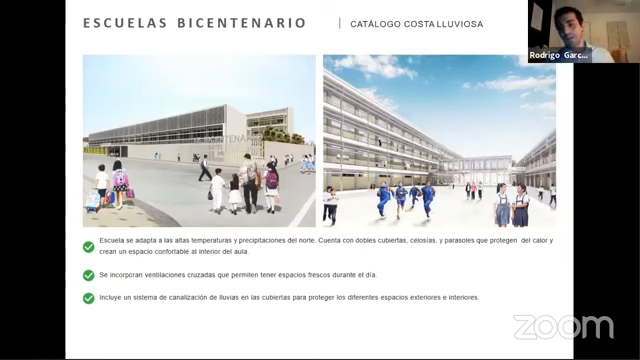 ESCUELAS BICENTENARIO
CATÁLOGO COSTA LLUVIOSA
Rodrigo Garc...
Escuela se adapta a las altas temperaturas y precipitaciones del norte. Cuenta con dobles cubiertas, celosías, y parasoles que protegen del calor y
crean un espacio confortable al interior del aula.
Se incorporan ventilaciones cruzadas que permiten tener espacios frescos durante el día.
Incluye un sistema de canalización de lluvias en las cubiertas para proteger los diferentes espacios exteriores e interiores.
zoom